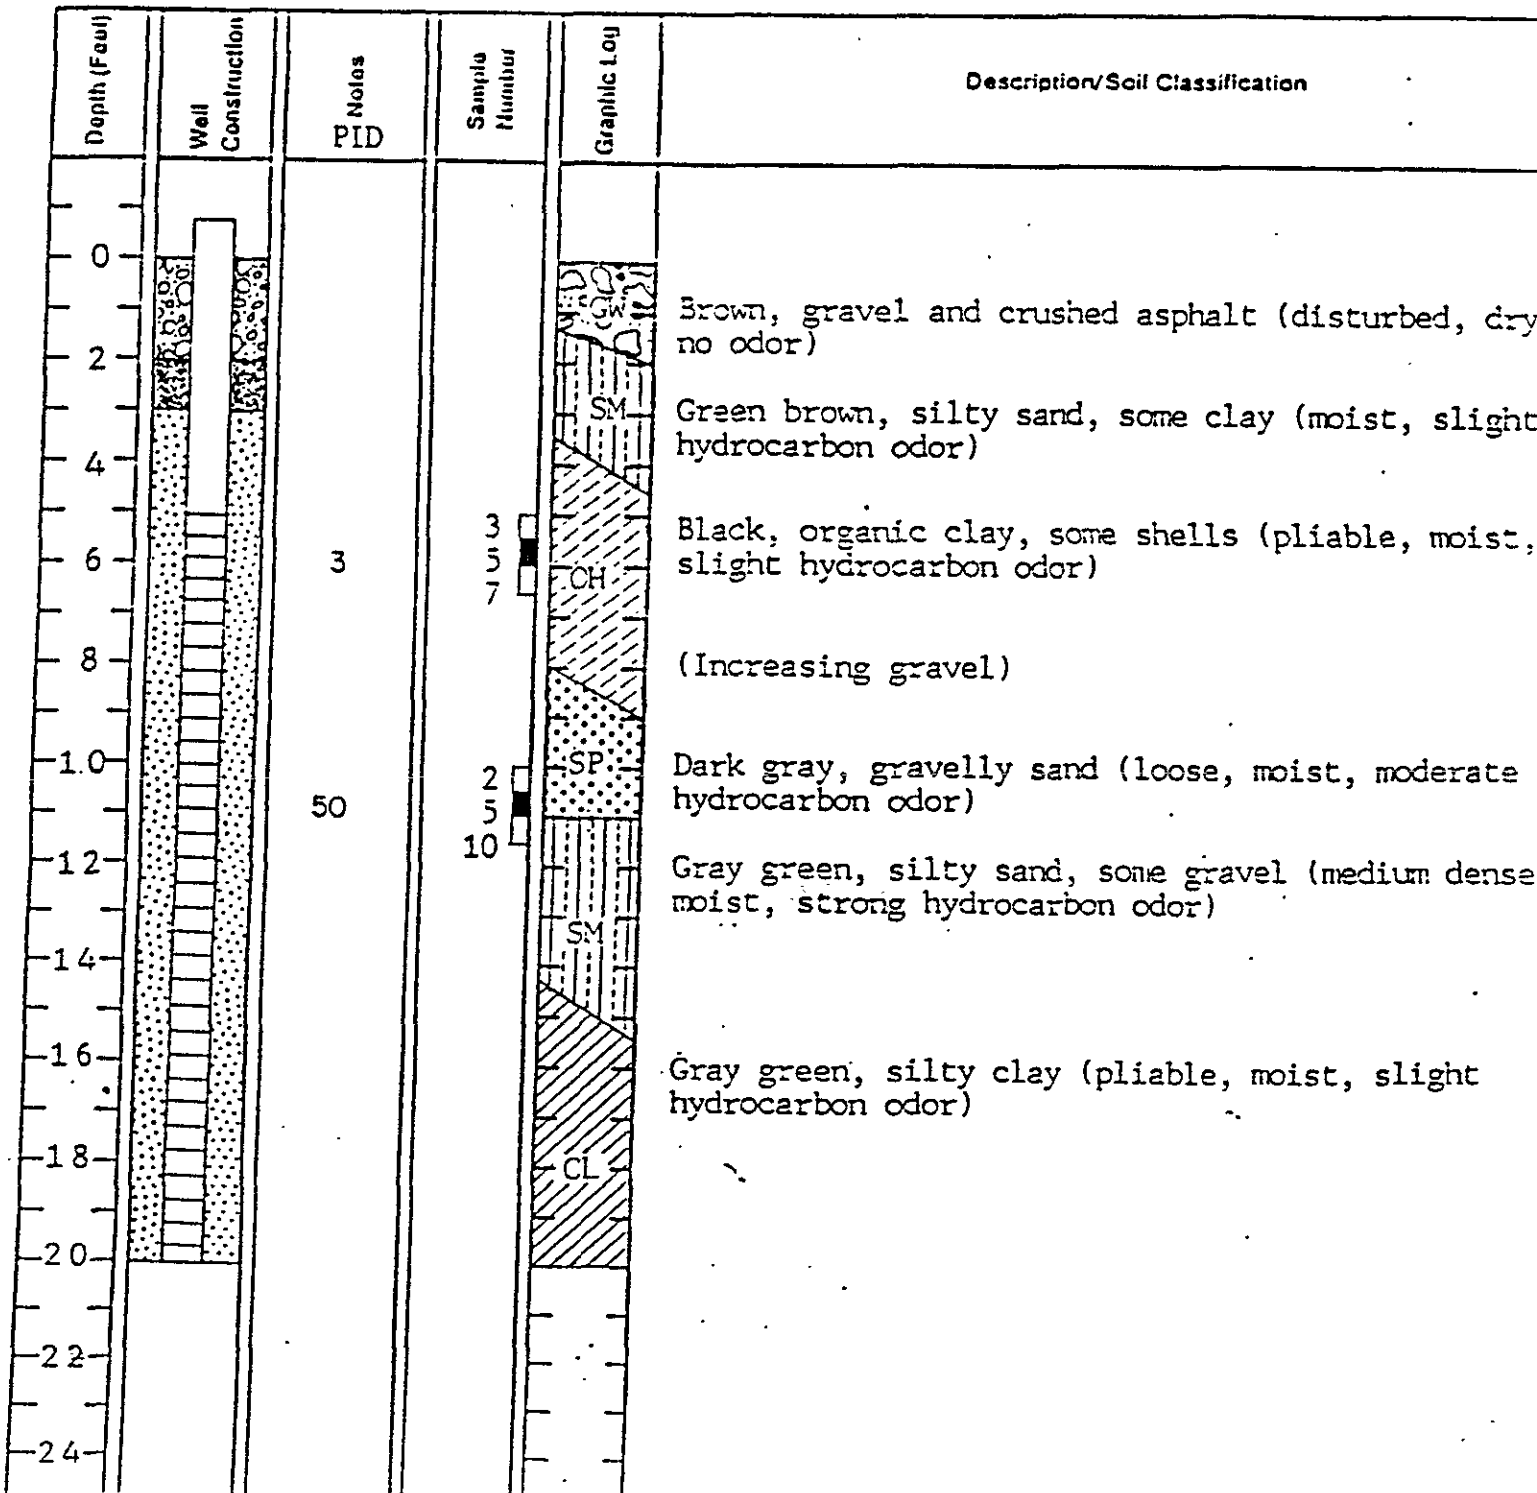 Depth (Feet)
Well
Construction
Notes
PID
Sample
Number
Graphic Log
Description/Soil Classification
0
GW
Brown, gravel and crushed asphalt (disturbed, dry
no odor)
2
SM
Green brown, silty sand, some clay (moist, slight
hydrocarbon odor)
4
3
5
7
3
CH
Black, organic clay, some shells (pliable, moist,
slight hydrocarbon odor)
6
8
(Increasing gravel)
10
2
5
10
50
SP
Dark gray, gravelly sand (loose, moist, moderate
hydrocarbon odor)
12
Gray green, silty sand, some gravel (medium dense
moist, strong hydrocarbon odor)
SM
14
16
Gray green, silty clay (pliable, moist, slight
hydrocarbon odor)
18
CL
20
22
24